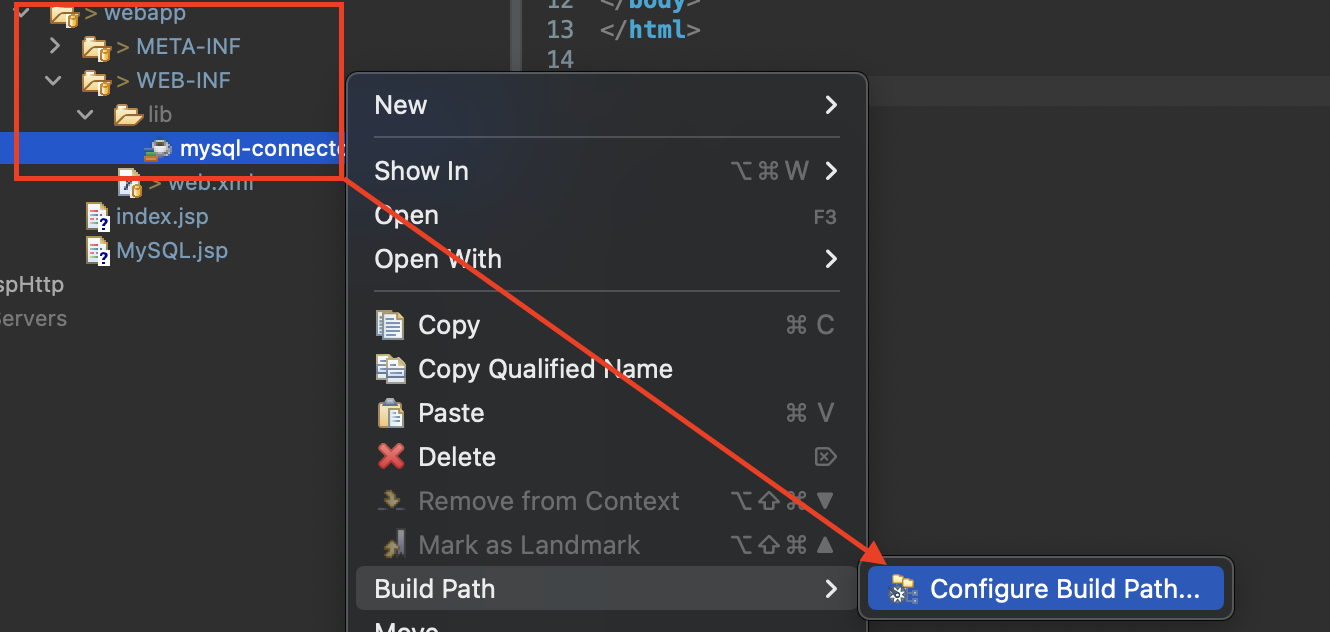 > webapp
> META-INF
> WEB-INF
lib
mysql-connecto
> web.xml
index.jsp
MySQL.jsp
spHttp
Servers
12 </body>
13 </html>
14
New
Show In ⌥⌘W
Open F3
Open With
Copy ⌘C
Copy Qualified Name
Paste ⌘V
Delete ⌦
Remove from Context ⌥⇧⌘▼
Mark as Landmark ⌥⇧⌘▲
Build Path
Configure Build Path...
Move...